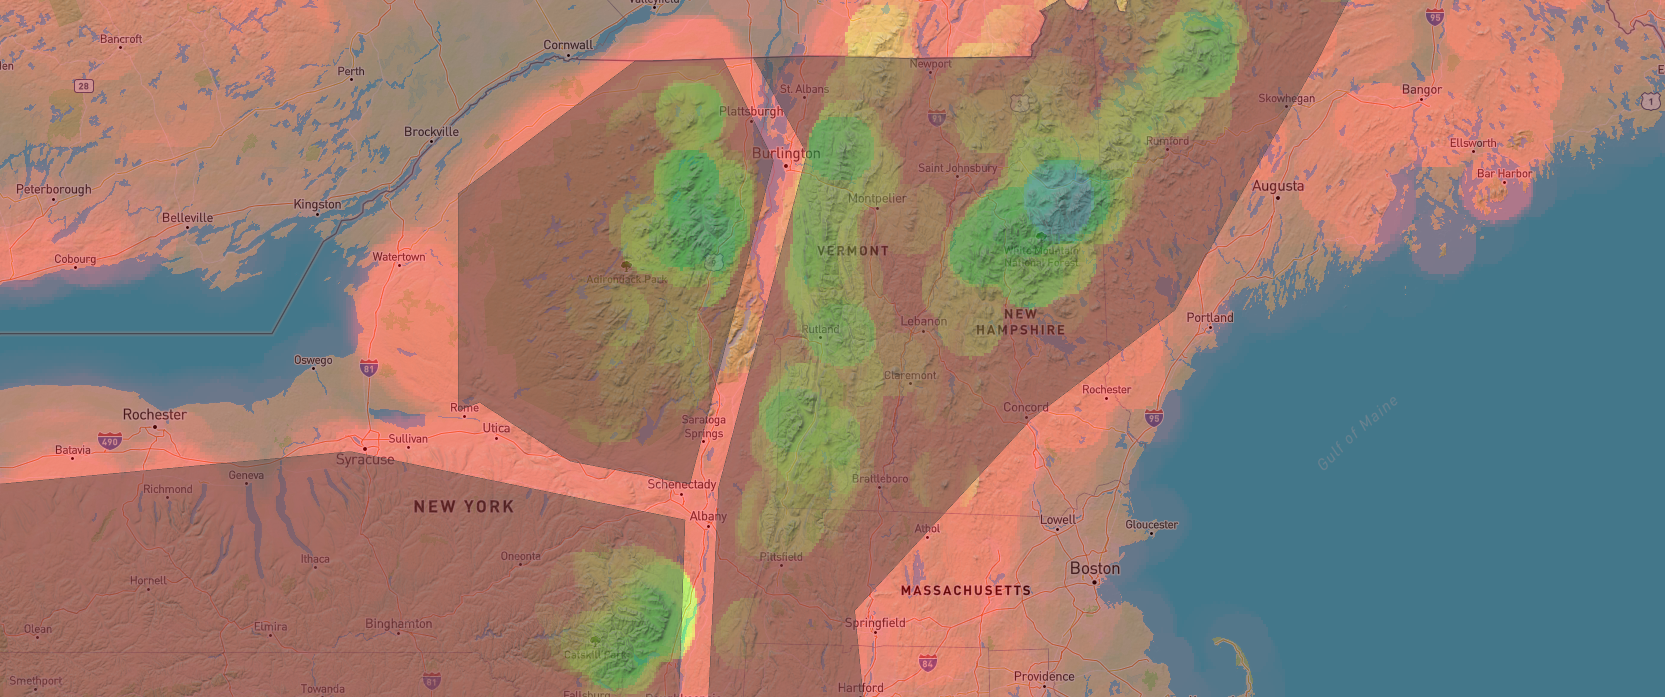 Bancroft
28
Perth
Cornwall
Brockville
Peterborough
Belleville
Kingston
Cobourg
Watertown
Oswego
81
Rochester
490
Batavia
Rome
Utica
Sullivan
Syracuse
Geneva
Richmond
NEW YORK
Ithaca
Oneonta
Hornell
Olean
Elmira
Binghamton
Smethport
Towanda
81
Schenectady
Albany
Saratoga
Springs
Adirondack Park
Plattsburgh
St. Albans
Burlington
Newport
Saint Johnsbury
Montpelier
VERMONT
Rutland
Lebanon
Claremont
Brattleboro
Pittsfield
White Mountain
National Forest
NEW
HAMPSHIRE
Concord
Rumford
Skowhegan
95
Bangor
1
Ellsworth
Bar Harbor
Augusta
Portland
Rochester
95
Gulf of Maine
Athol
Lowell
Gloucester
Boston
MASSACHUSETTS
Springfield
84
Hartford
Providence